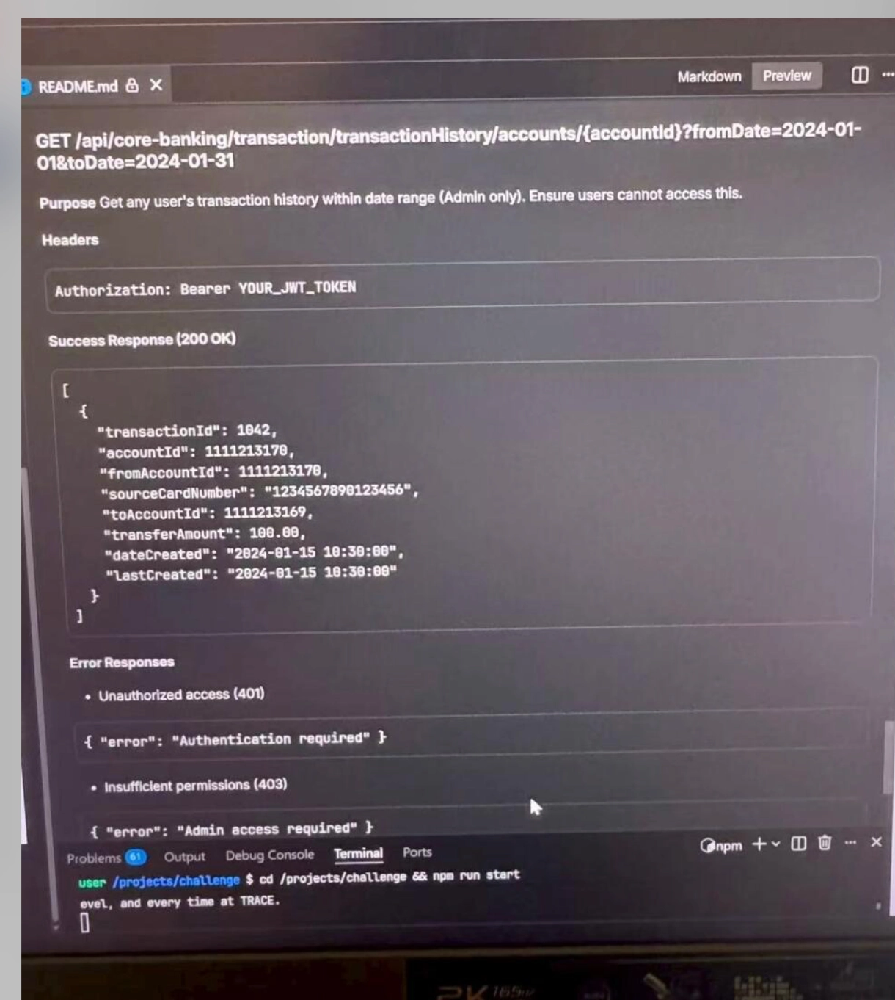 README.md
Markdown Preview
GET /api/core-banking/transaction/transactionHistory/accounts/{accountId}?fromDate=2024-01-
01&toDate=2024-01-31
Purpose Get any user's transaction history within date range (Admin only). Ensure users cannot access this.
Headers
Authorization: Bearer YOUR_JWT_TOKEN
Success Response (200 OK)
[
{
"transactionId": 1042,
"accountId": 1111213170,
"fromAccountId": 1111213170,
"sourceCardNumber": "1234567890123456",
"toAccountId": 1111213169,
"transferAmount": 100.00,
"dateCreated": "2024-01-15 10:30:00",
"lastCreated": "2024-01-15 10:30:00"
}
]
Error Responses
• Unauthorized access (401)
{ "error": "Authentication required" }
• Insufficient permissions (403)
{ "error": "Admin access required" }
Problems 61 Output Debug Console Terminal Ports npm
user /projects/challenge $ cd /projects/challenge && npm run start
evel, and every time at TRACE.
165Hz